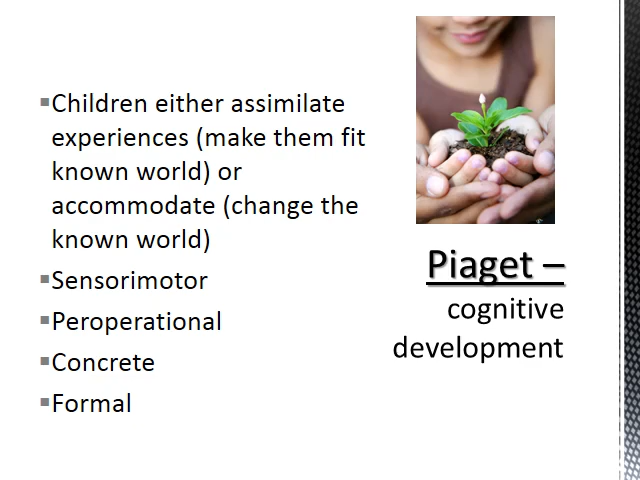 ▪Children either assimilate
experiences (make them fit
known world) or
accommodate (change the
known world)
▪Sensorimotor
▪Peroperational
▪Concrete
▪Formal
Piaget –
cognitive
development